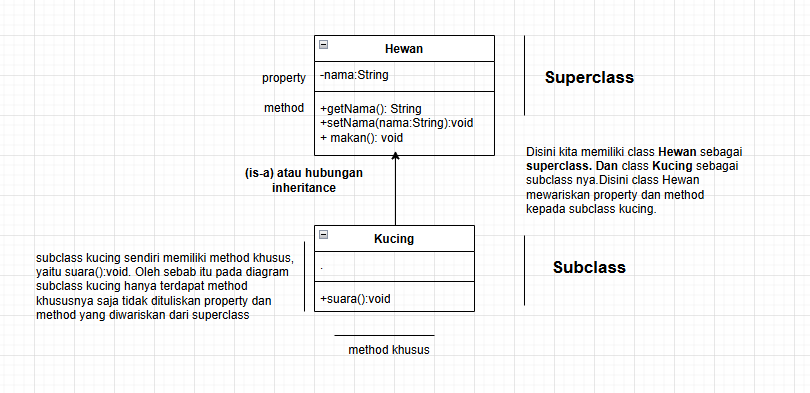 Hewan
property
-nama:String
Superclass
method
+getNama(): String
+setNama(nama:String):void
+ makan(): void
(is-a) atau hubungan
inheritance
Disini kita memiliki class Hewan sebagai
superclass. Dan class Kucing sebagai
subclass nya.Disini class Hewan
mewariskan property dan method
kepada subclass kucing.
Kucing
.
+suara():void
subclass kucing sendiri memiliki method khusus,
yaitu suara():void. Oleh sebab itu pada diagram
subclass kucing hanya terdapat method
khususnya saja tidak dituliskan property dan
method yang diwariskan dari superclass
Subclass
method khusus